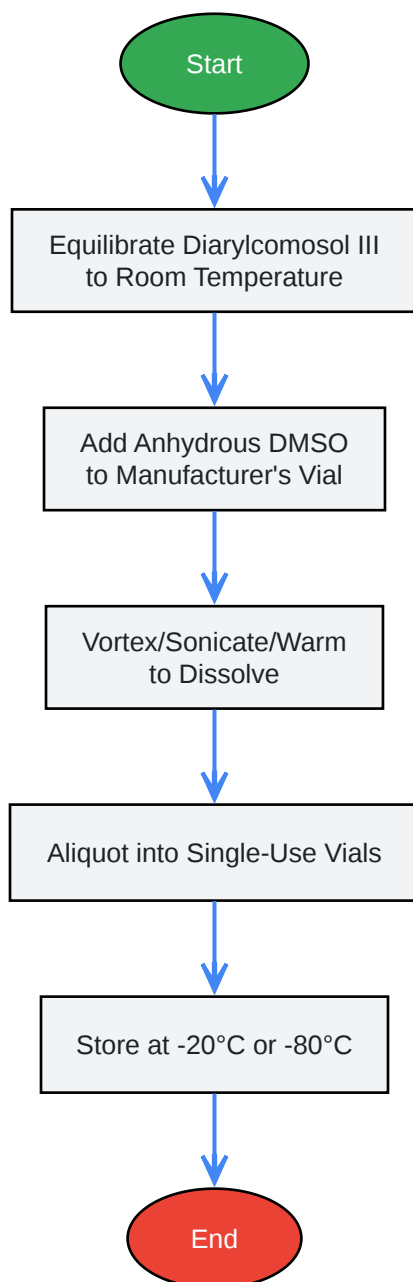 Start
Equilibrate Diarylcomosol III
to Room Temperature
Add Anhydrous DMSO
to Manufacturer's Vial
Vortex/Sonicate/Warm
to Dissolve
Aliquot into Single-Use Vials
Store at -20°C or -80°C
End